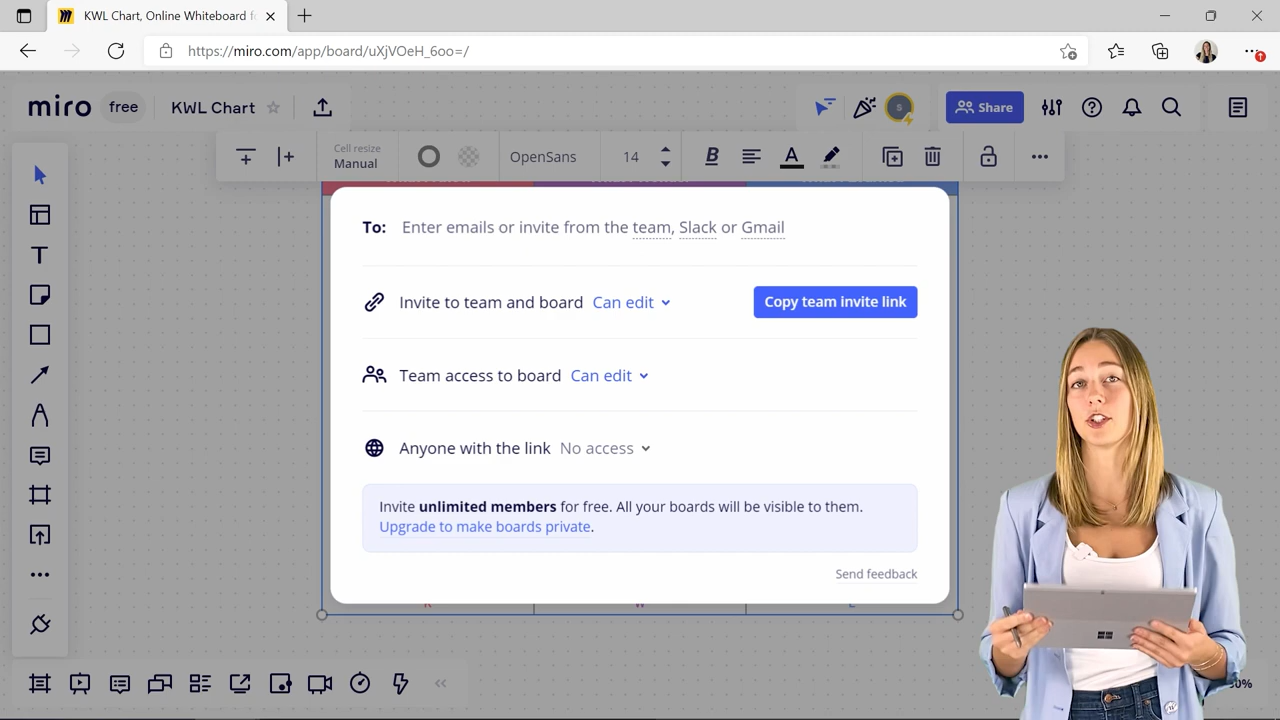 KWL Chart, Online Whiteboard f
https://miro.com/app/board/uXjVOeH_6oo=/
miro free KWL Chart
S
Share
Cell resize
Manual
OpenSans
14
B
A
T
To: Enter emails or invite from the team, Slack or Gmail
Invite to team and board Can edit
Copy team invite link
Team access to board Can edit
Anyone with the link No access
Invite unlimited members for free. All your boards will be visible to them.
Upgrade to make boards private.
Send feedback
K W L